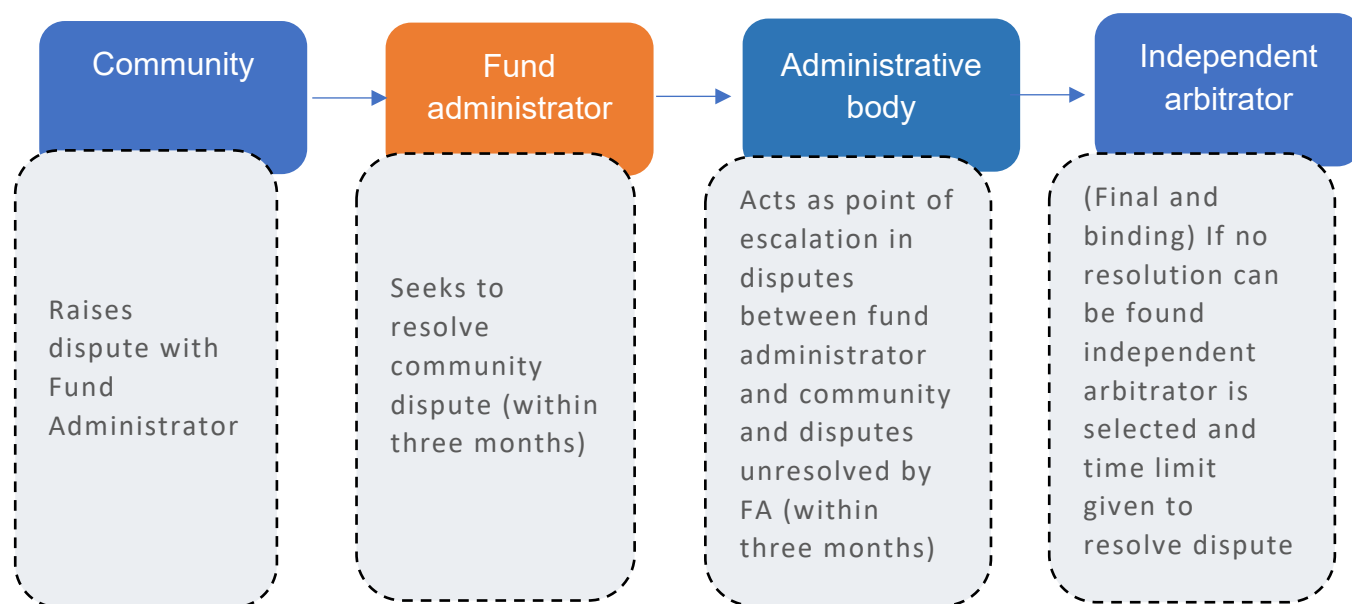 Community
Raises
dispute with
Fund
Administrator
Fund
administrator
Seeks to
resolve
community
dispute (within
three months)
Administrative
body
Acts as point of
escalation in
disputes
between fund
administrator
and community
and disputes
unresolved by
FA (within
three months)
Independent
arbitrator
(Final and
binding) If no
resolution can
be found
independent
arbitrator is
selected and
time limit
given to
resolve dispute